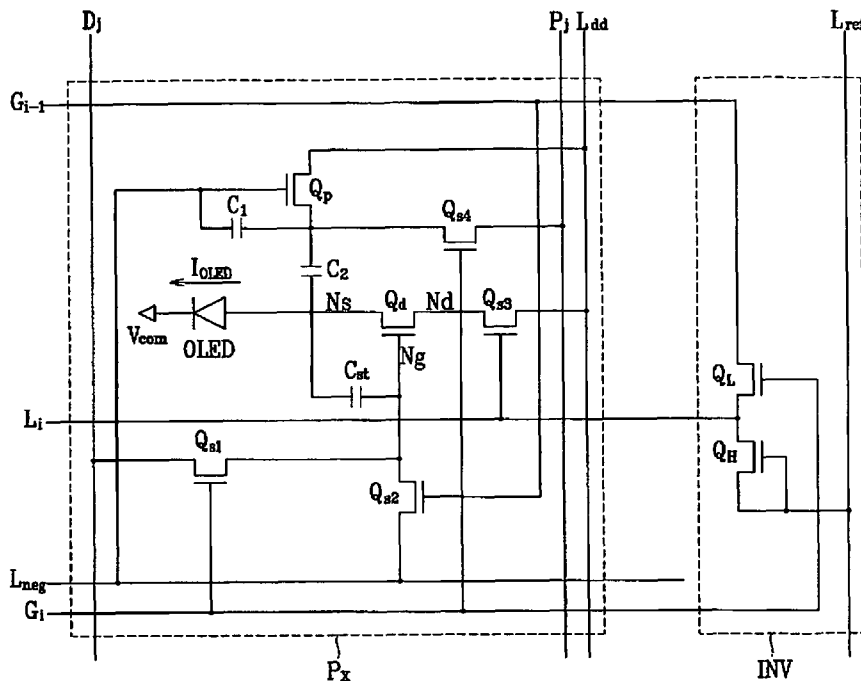 Dj Pj Ldd Lref
Gi-1
Qp
C1 Qs4
C2
IOLED
Ns Qd Nd Qs3
Vcom
OLED Ng
Cst
QL
Li
Qs1 QH
Qs2
Lneg
Gi
Px INV